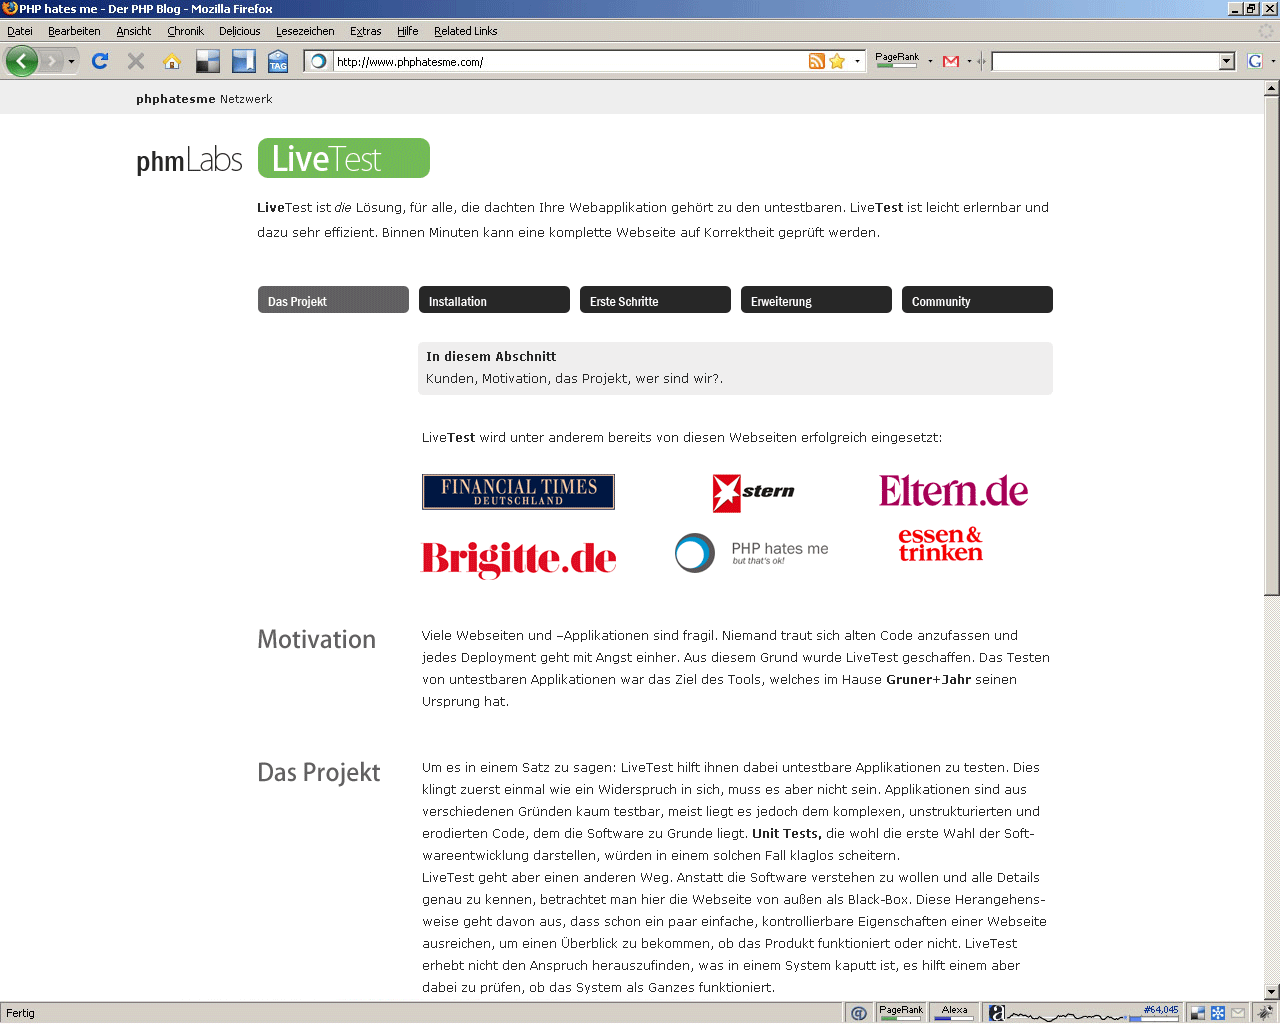 PHP hates me - Der PHP Blog - Mozilla Firefox
Datei Bearbeiten Ansicht Chronik Delicious Lesezeichen Extras Hilfe Related Links
TAG http://www.phphatesme.com/ PageRank
phphatesme Netzwerk
phmLabs LiveTest
LiveTest ist die Lösung, für alle, die dachten Ihre Webapplikation gehört zu den untestbaren. LiveTest ist leicht erlernbar und
dazu sehr effizient. Binnen Minuten kann eine komplette Webseite auf Korrektheit geprüft werden.
Das Projekt Installation Erste Schritte Erweiterung Community
In diesem Abschnitt
Kunden, Motivation, das Projekt, wer sind wir?.
LiveTest wird unter anderem bereits von diesen Webseiten erfolgreich eingesetzt:
FINANCIAL TIMES
DEUTSCHLAND
stern
Eltern.de
Brigitte.de
PHP hates me
but that's ok!
essen &
trinken
Motivation
Viele Webseiten und –Applikationen sind fragil. Niemand traut sich alten Code anzufassen und
jedes Deployment geht mit Angst einher. Aus diesem Grund wurde LiveTest geschaffen. Das Testen
von untestbaren Applikationen war das Ziel des Tools, welches im Hause Gruner+Jahr seinen
Ursprung hat.
Das Projekt
Um es in einem Satz zu sagen: LiveTest hilft ihnen dabei untestbare Applikationen zu testen. Dies
klingt zuerst einmal wie ein Widerspruch in sich, muss es aber nicht sein. Applikationen sind aus
verschiedenen Gründen kaum testbar, meist liegt es jedoch dem komplexen, unstrukturierten und
erodierten Code, dem die Software zu Grunde liegt. Unit Tests, die wohl die erste Wahl der Soft-
wareentwicklung darstellen, würden in einem solchen Fall klaglos scheitern.
LiveTest geht aber einen anderen Weg. Anstatt die Software verstehen zu wollen und alle Details
genau zu kennen, betrachtet man hier die Webseite von außen als Black-Box. Diese Herangehens-
weise geht davon aus, dass schon ein paar einfache, kontrollierbare Eigenschaften einer Webseite
ausreichen, um einen Überblick zu bekommen, ob das Produkt funktioniert oder nicht. LiveTest
erhebt nicht den Anspruch herauszufinden, was in einem System kaputt ist, es hilft einem aber
dabei zu prüfen, ob das System als Ganzes funktioniert.
Fertig @ PageRank Alexa a #64,045